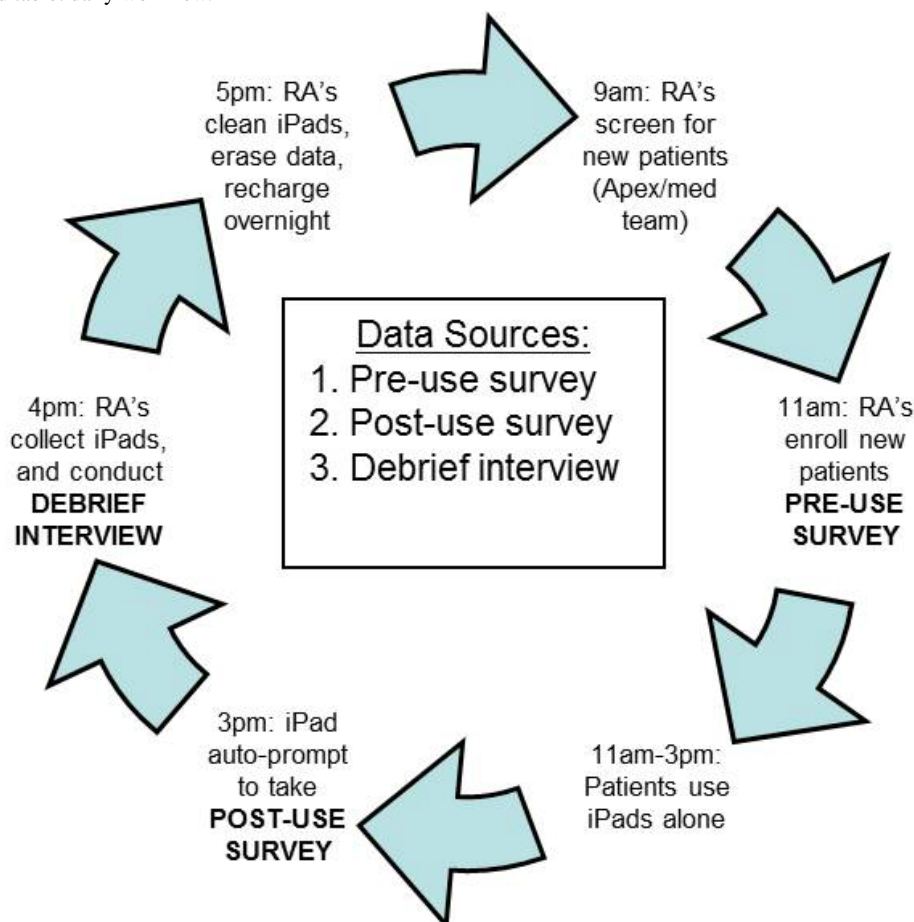 5pm: RA's
clean iPads,
erase data,
recharge
overnight
9am: RA's
screen for
new patients
(Apex/med
team)
11am: RA's
enroll new
patients
PRE-USE
SURVEY
11am-3pm:
Patients use
iPads alone
3pm: iPad
auto-prompt
to take
POST-USE
SURVEY
4pm: RA's
collect iPads,
and conduct
DEBRIEF
INTERVIEW
Data Sources:
1. Pre-use survey
2. Post-use survey
3. Debrief interview